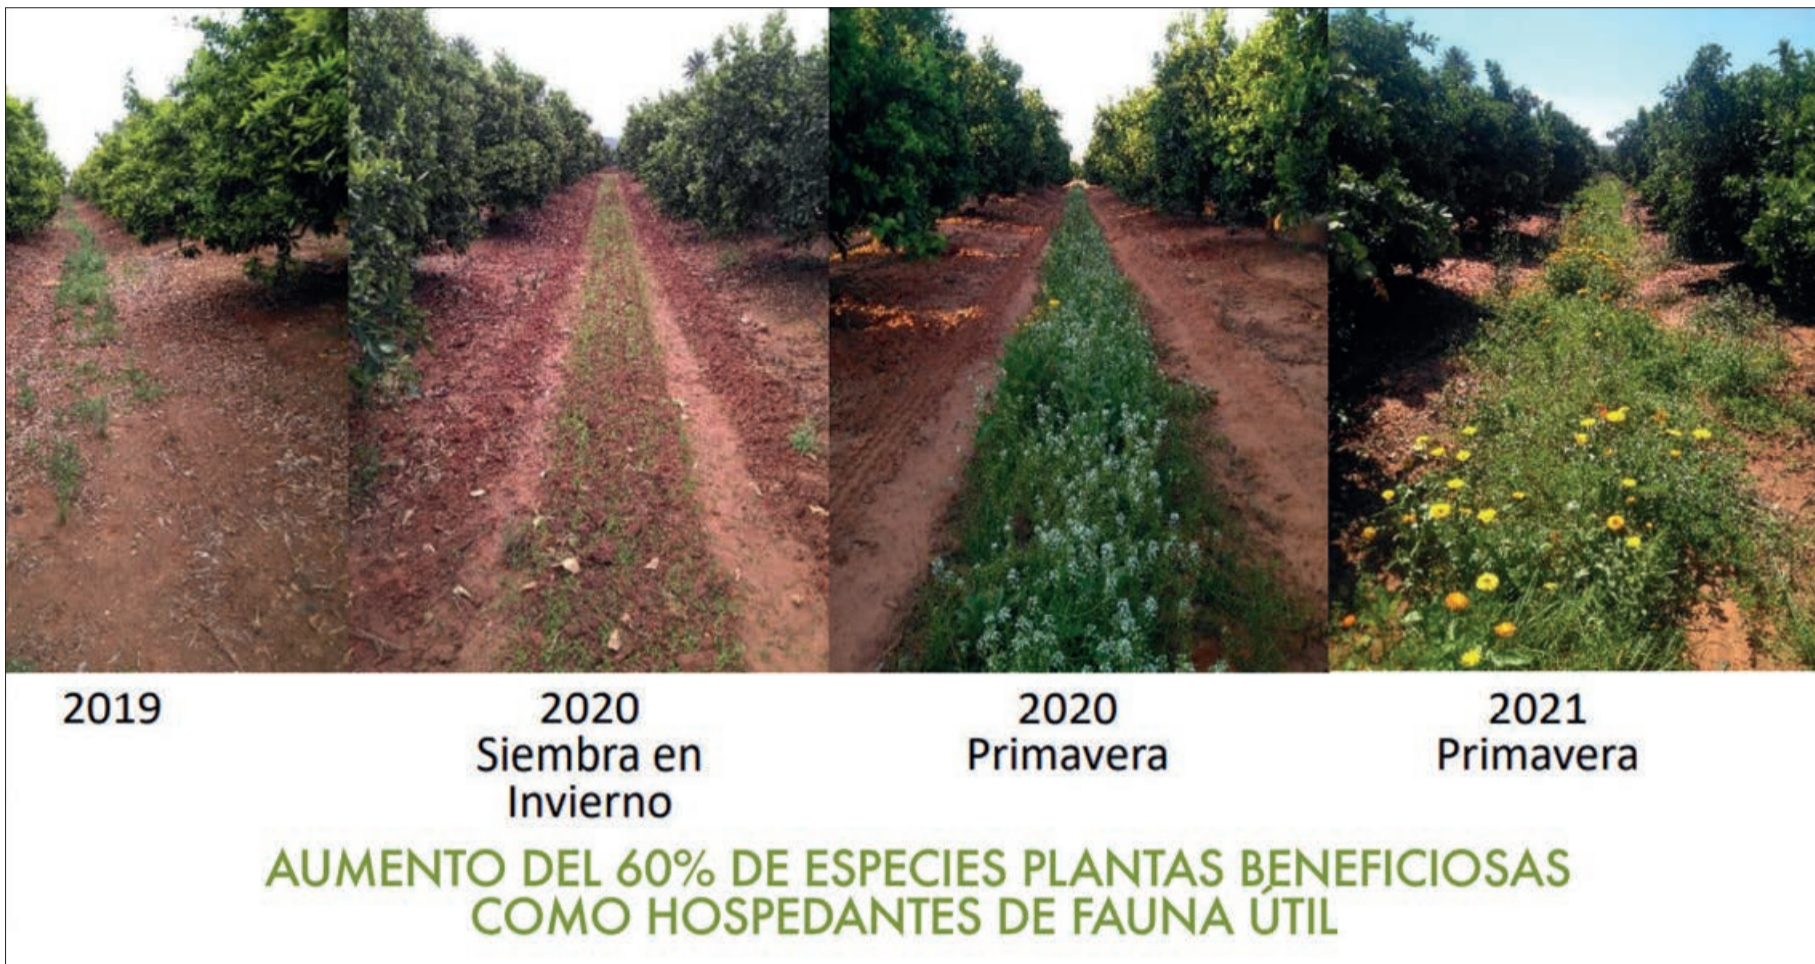 2019
2020
Siembra en
Invierno
2020
Primavera
2021
Primavera
AUMENTO DEL 60% DE ESPECIES PLANTAS BENEFICIOSAS
COMO HOSPEDANTES DE FAUNA ÚTIL